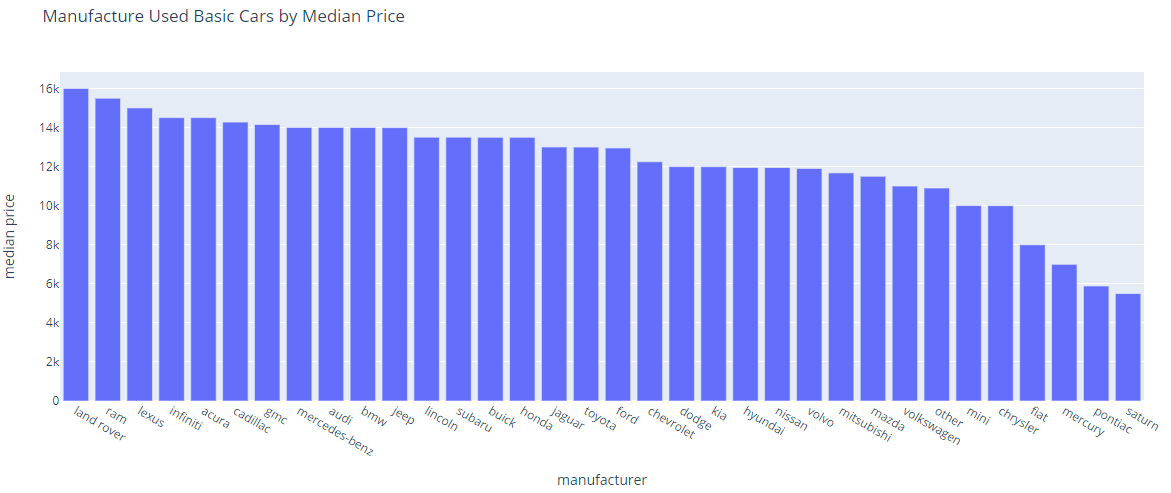 Manufacture Used Basic Cars by Median Price
median price
16k
14k
12k
10k
8k
6k
4k
2k
0
land rover
ram
lexus
infiniti
acura
cadillac
gmc
mercedes-benz
audi
bmw
jeep
lincoln
subaru
buick
honda
jaguar
toyota
ford
chevrolet
dodge
kia
hyundai
nissan
volvo
mitsubishi
mazda
volkswagen
other
mini
chrysler
fiat
mercury
pontiac
saturn
manufacturer